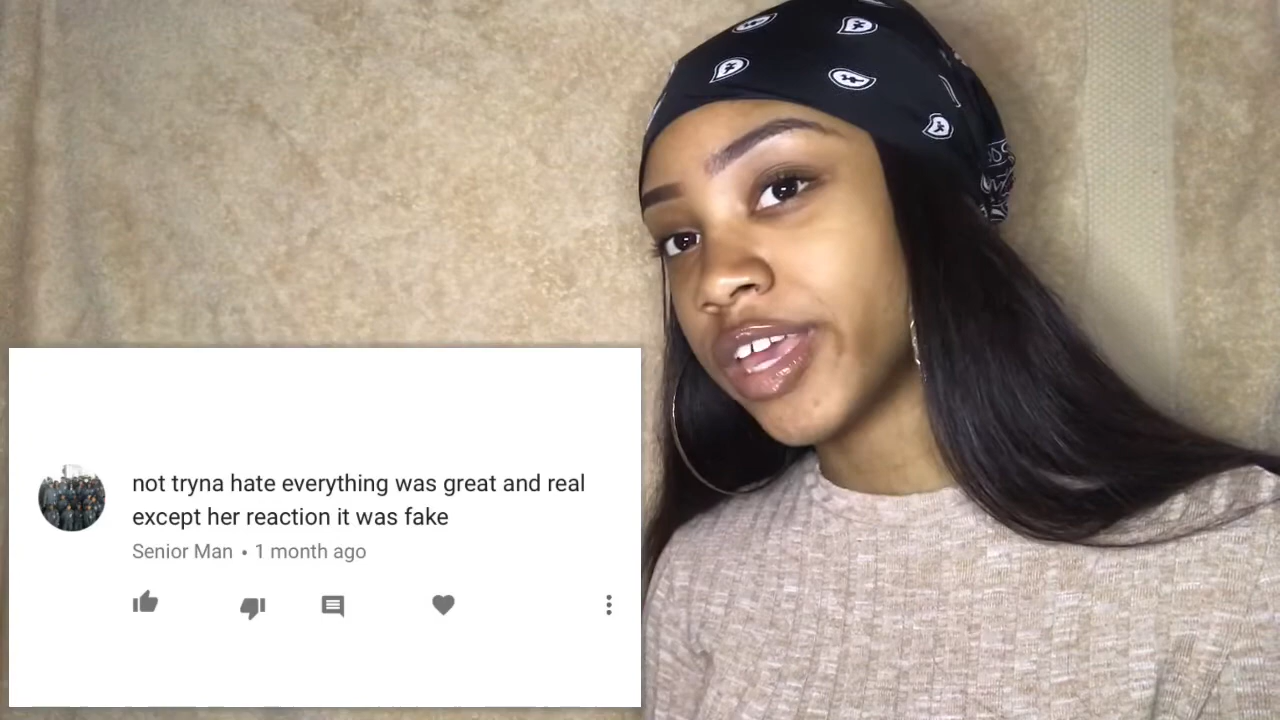 not tryna hate everything was great and real
except her reaction it was fake
Senior Man • 1 month ago